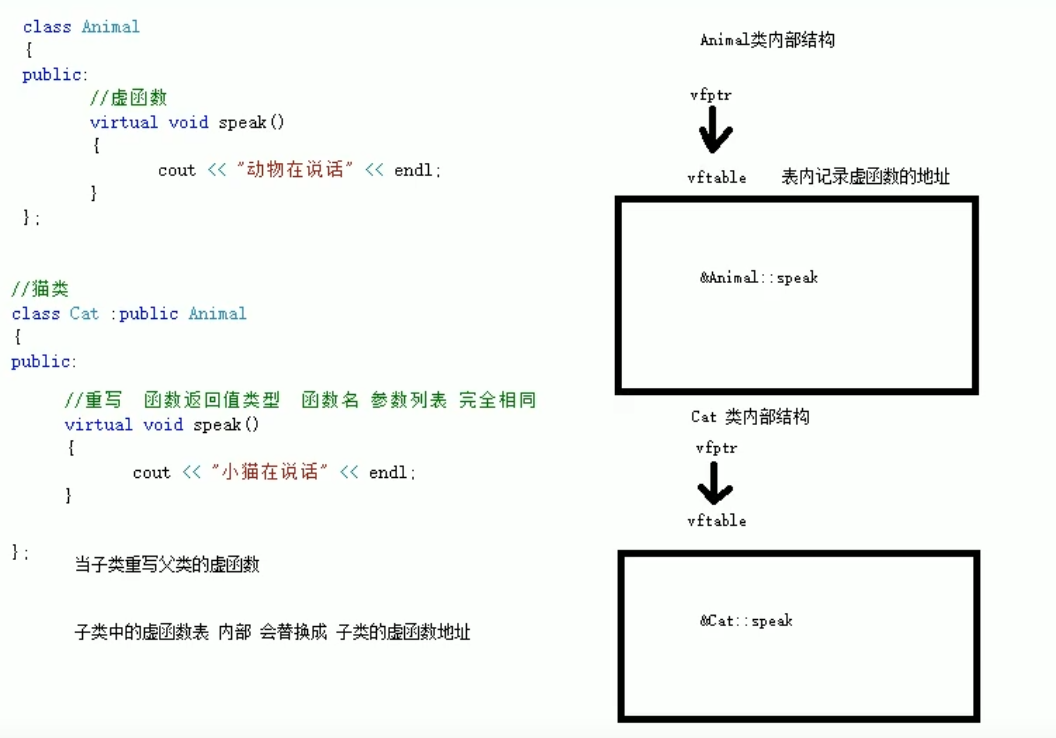 class Animal
{
public:
//虚函数
virtual void speak()
{
cout << "动物在说话" << endl;
}
};
//猫类
class Cat :public Animal
{
public:
//重写 函数返回值类型 函数名 参数列表 完全相同
virtual void speak()
{
cout << "小猫在说话" << endl;
}
};
当子类重写父类的虚函数
子类中的虚函数表 内部 会替换成 子类的虚函数地址
Animal类内部结构
vfptr
vftable 表内记录虚函数的地址
&Animal::speak
Cat 类内部结构
vfptr
vftable
&Cat::speak